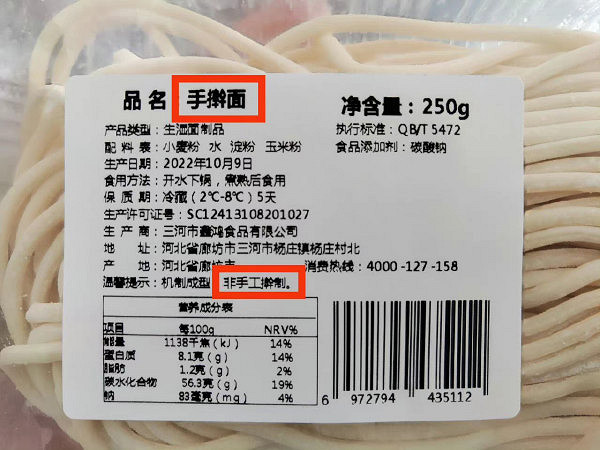 品 名 手擀面
净含量：250g
产品类型：生湿面制品
执行标准：QB/T 5472
配 料 表：小麦粉 水 淀粉 玉米粉
食品添加剂：碳酸钠
生产日期：2022年10月9日
食用方法：开水下锅，煮熟后食用
保 质 期：冷藏（2℃-8℃）5天
生产许可证号：SC12413108201027
生 产 商：三河市鑫鸿食品有限公司
地 址：河北省廊坊市三河市杨庄镇杨庄村北
产 地：河北省廊坊市 消费热线：4000 -127 -158
温馨提示：机制成型 非手工擀制。
营养成分表
项目 每100g NRV%
能量 1138千焦（kJ） 14%
蛋白质 8.1克（g） 14%
脂肪 1.2克（g） 2%
碳水化合物 56.3克（g） 19%
钠 83毫克（mg） 4%
6 972794 435112